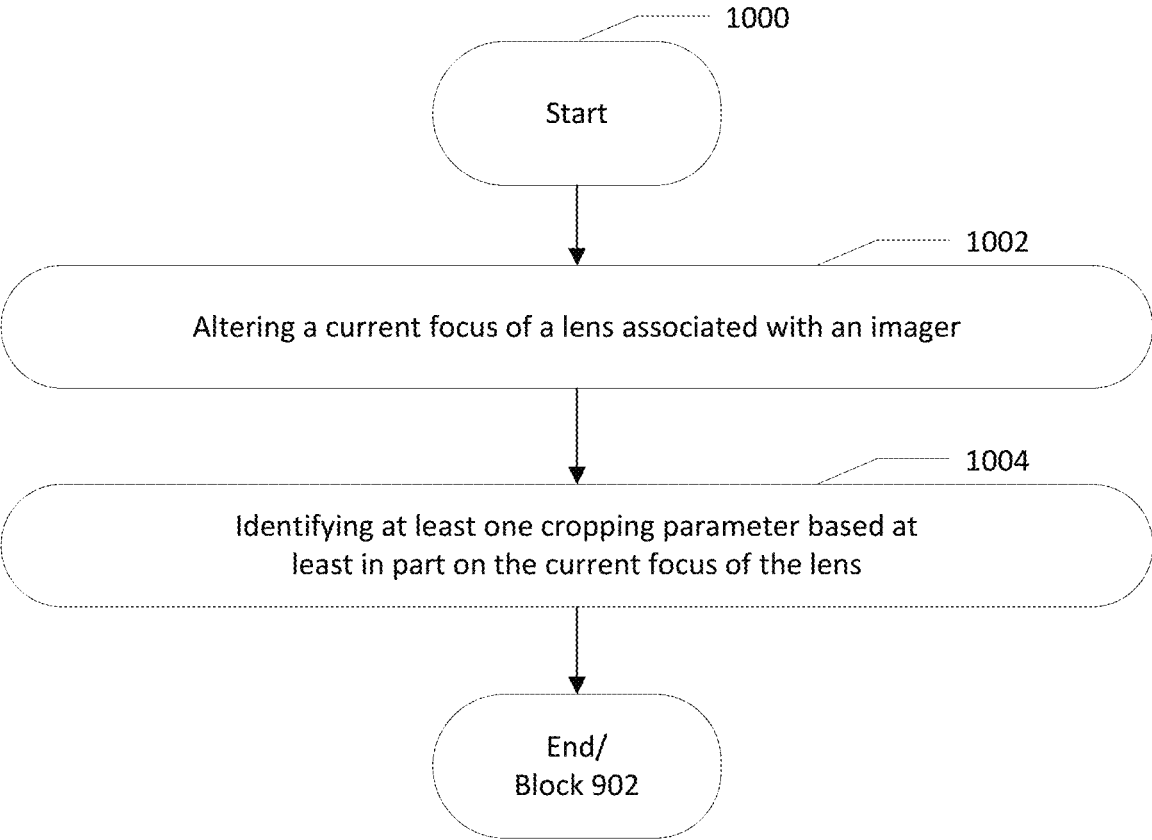 1000
Start
1002
Altering a current focus of a lens associated with an imager
1004
Identifying at least one cropping parameter based at
least in part on the current focus of the lens
End/
Block 902